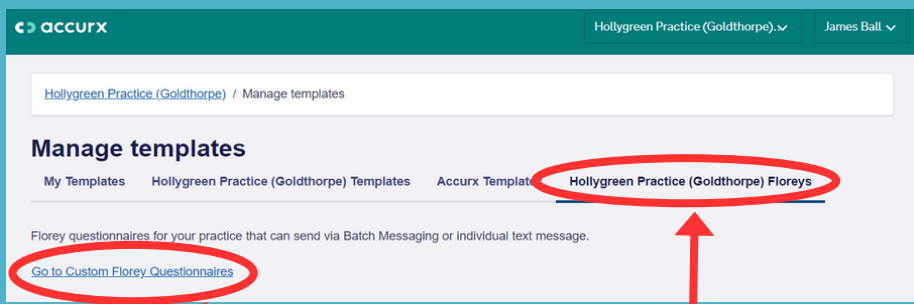 accurx
Hollygreen Practice (Goldthorpe).
James Ball
Hollygreen Practice (Goldthorpe) / Manage templates
Manage templates
My Templates
Hollygreen Practice (Goldthorpe) Templates
Accurx Templates
Hollygreen Practice (Goldthorpe) Floreys
Florey questionnaires for your practice that can send via Batch Messaging or individual text message.
Go to Custom Florey Questionnaires